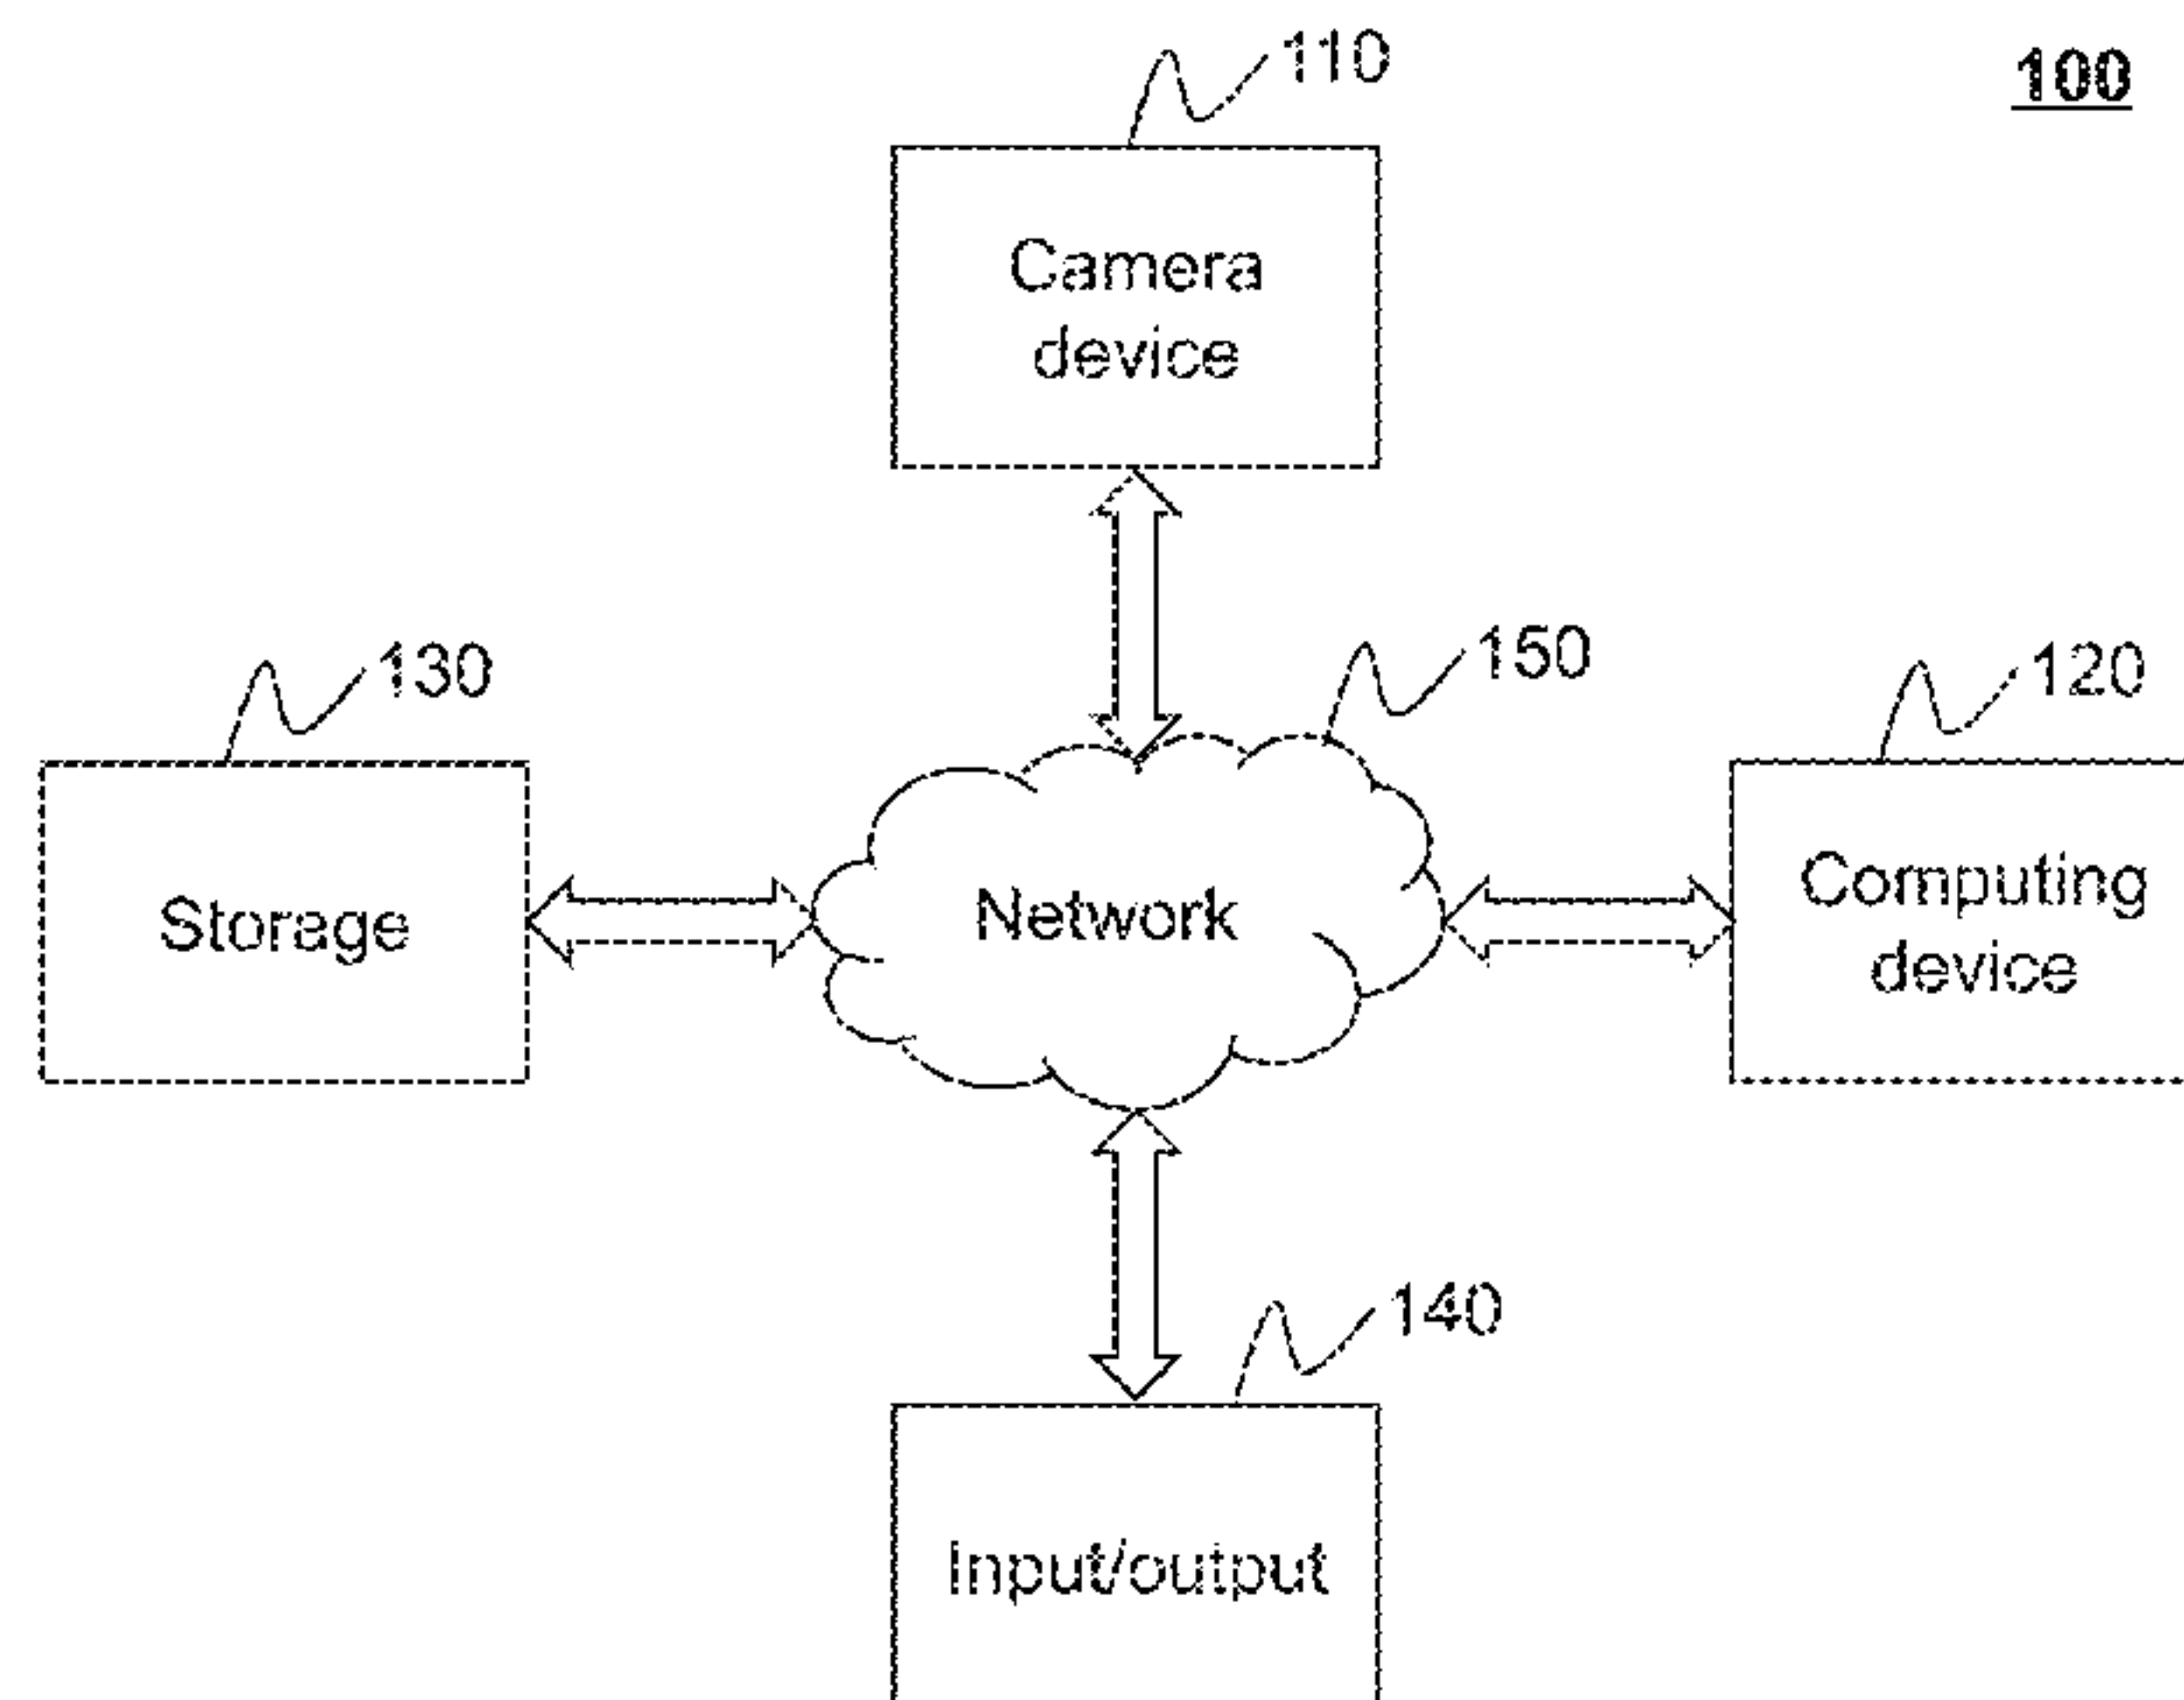 110
100
Camera
device
150
130
120
Storage
Network
Computing
device
140
Input/output